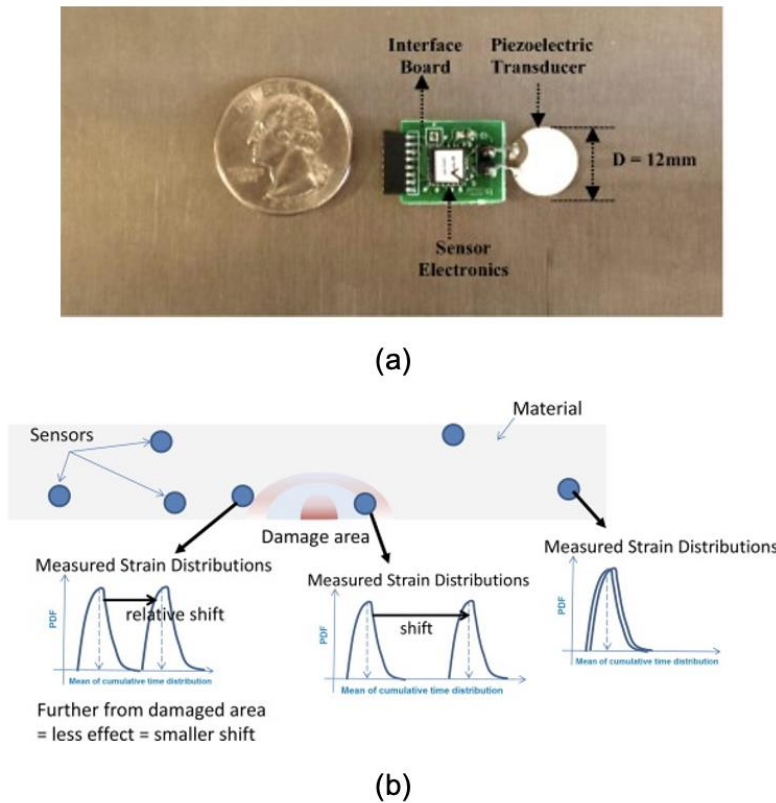 Interface
Board
Piezoelectric
Transducer
D = 12mm
Sensor
Electronics
(a)
Material
Sensors
Damage area
Measured Strain Distributions
PDF
relative shift
Mean of cumulative time distribution
Measured Strain Distributions
PDF
shift
Mean of cumulative time distribution
Measured Strain Distributions
PDF
Mean of cumulative time distribution
Further from damaged area
= less effect = smaller shift
(b)